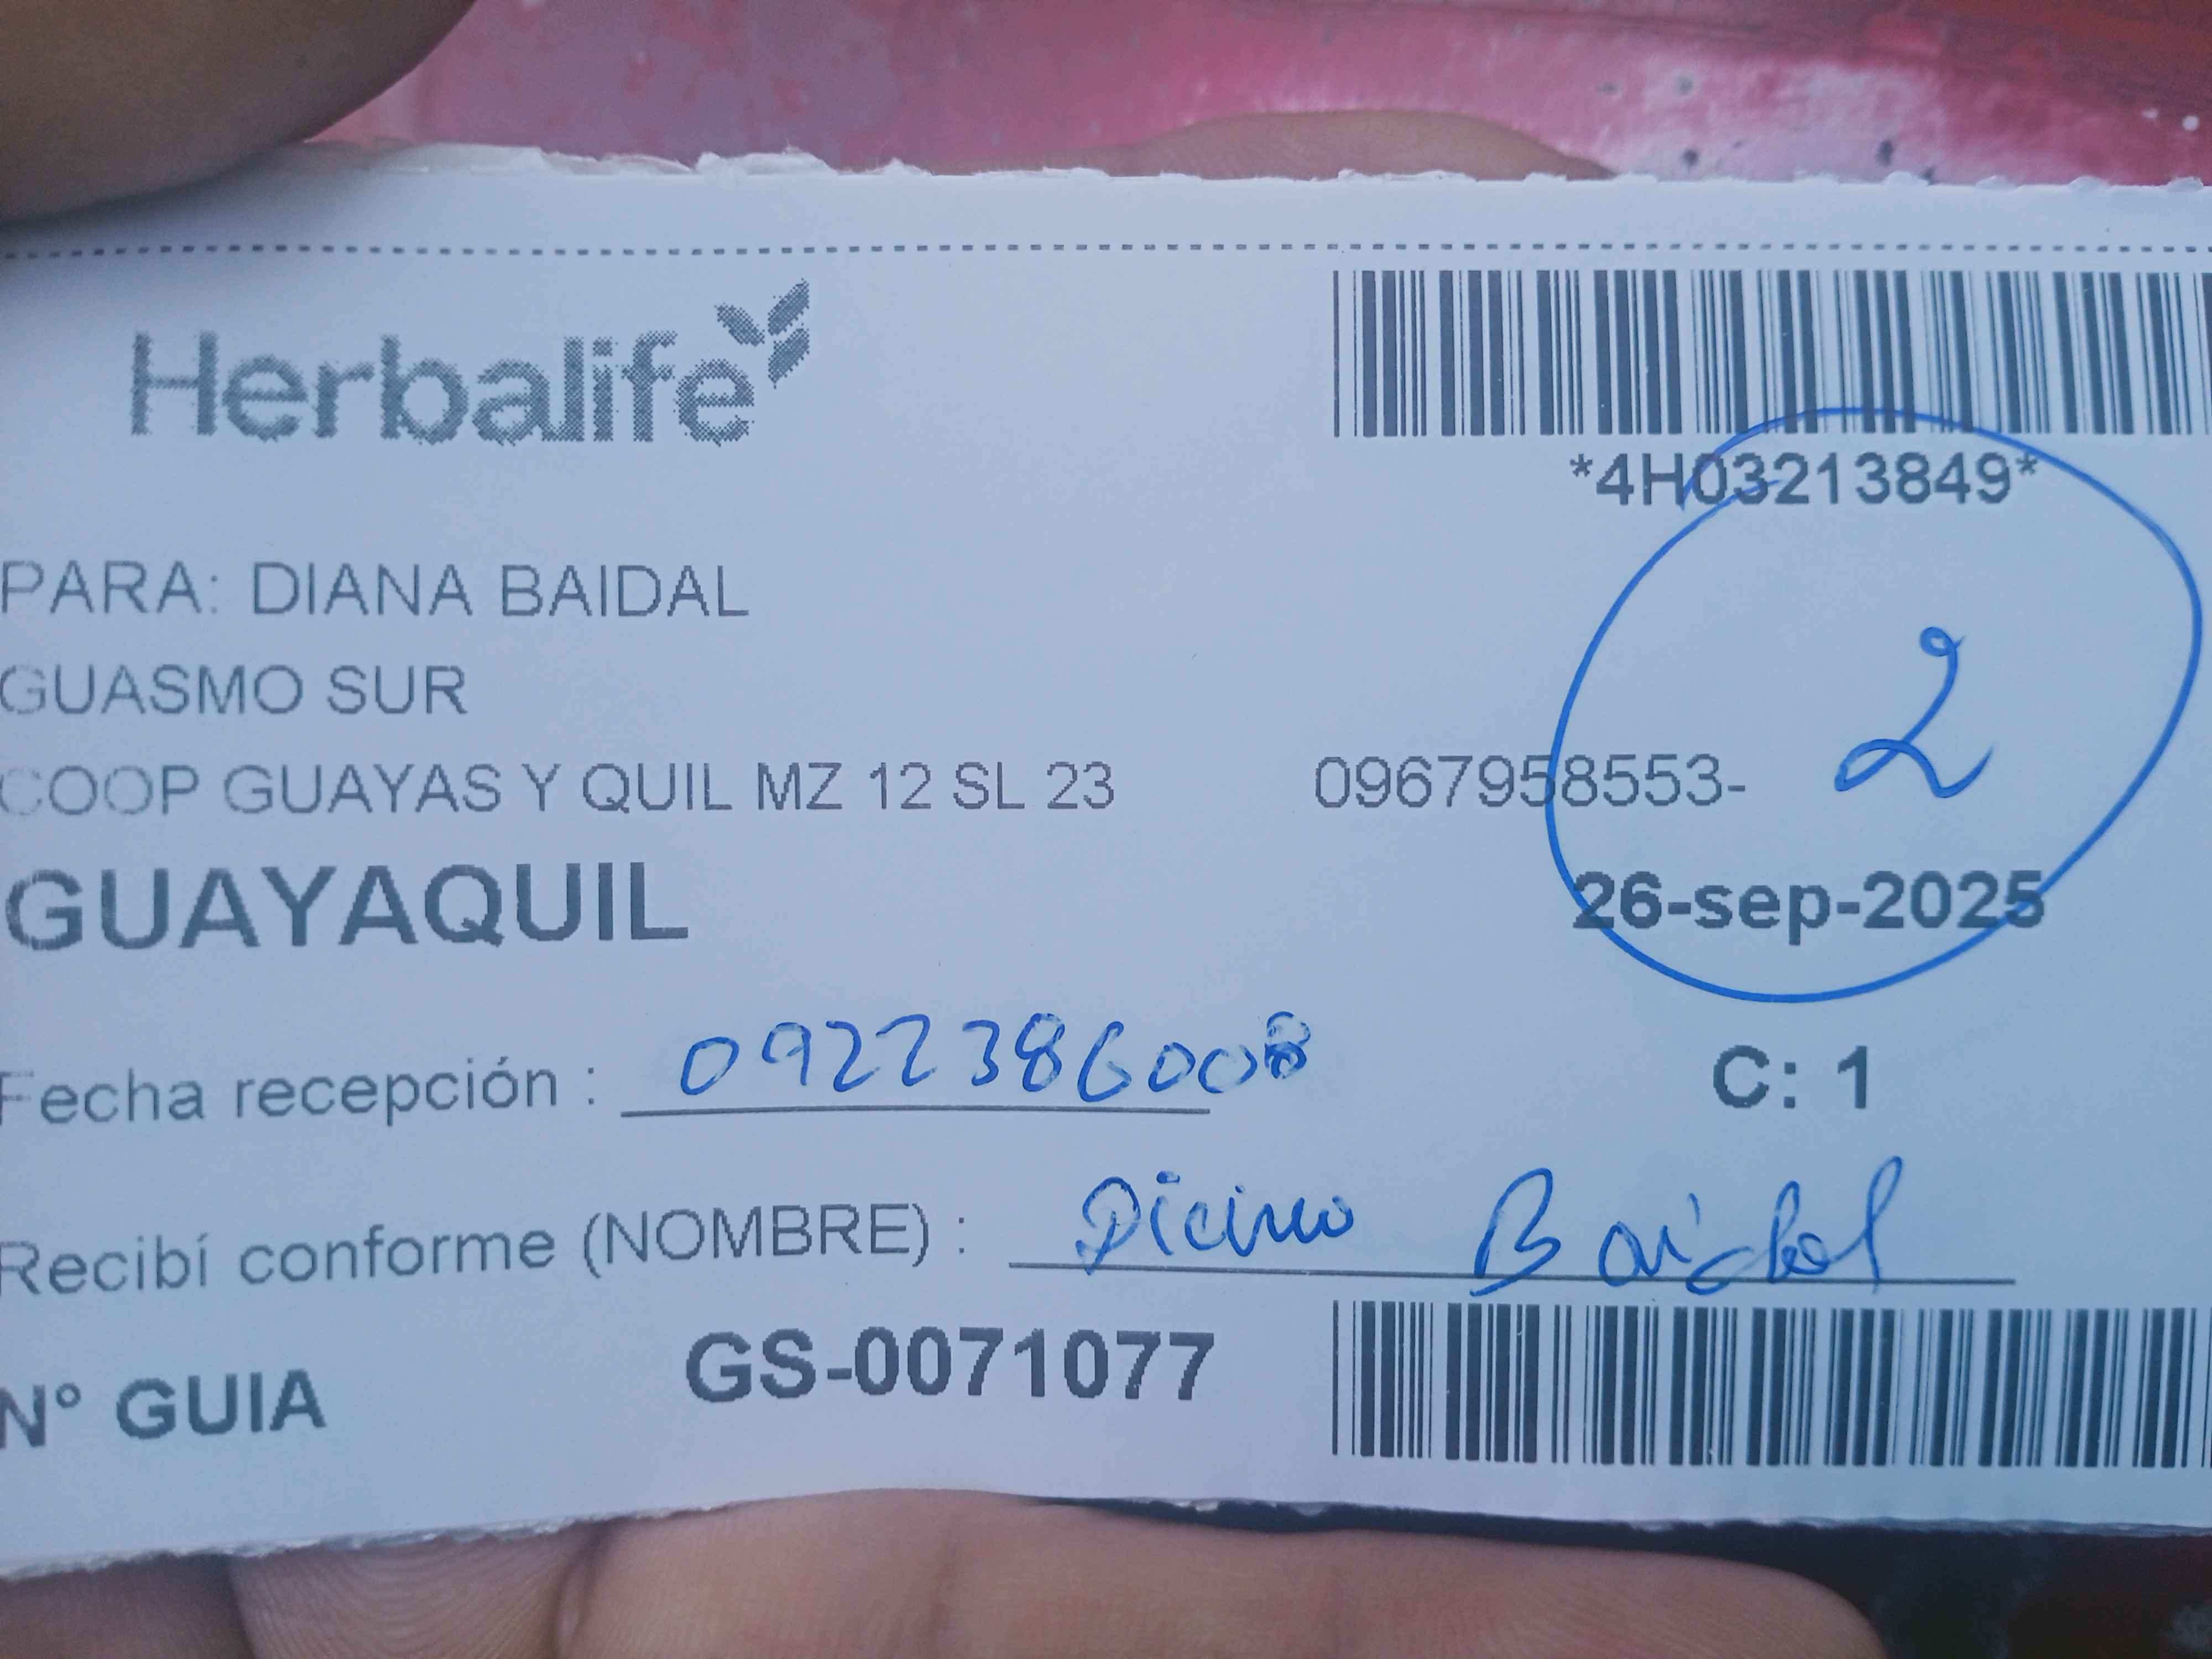 Herbalife
*4H03213849*
PARA: DIANA BAIDAL
GUASMO SUR
COOP GUAYAS Y QUIL MZ 12 SL 23 0967958553-
2
GUAYAQUIL 26-sep-2025
Fecha recepción : 0922386008 C: 1
Recibí conforme (NOMBRE) : Diana Baidal
N° GUIA GS-0071077